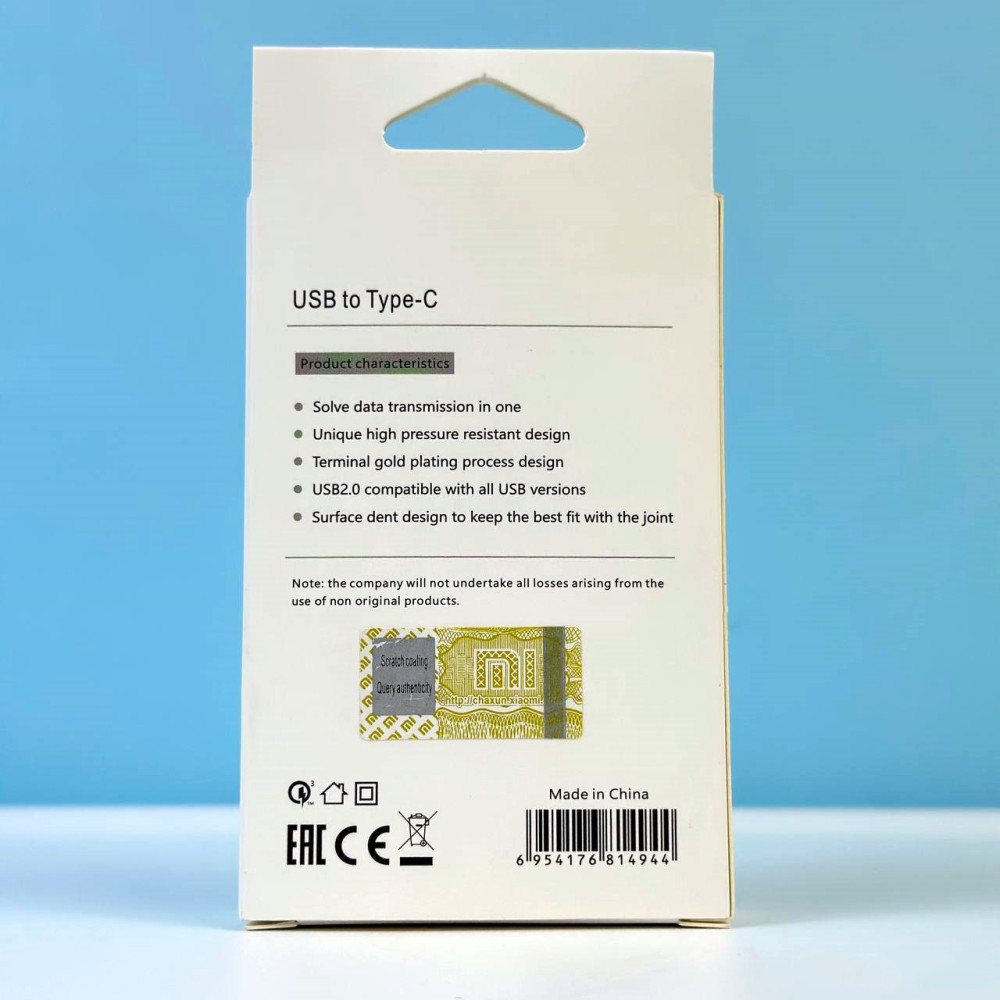 USB to Type-C
Product characteristics
Solve data transmission in one
Unique high pressure resistant design
Terminal gold plating process design
USB2.0 compatible with all USB versions
Surface dent design to keep the best fit with the joint
Note: the company will not undertake all losses arising from the
use of non original products.
Scratch coating
Query authenticity
http://chaxun.xiaomi.
Made in China
EAC CE
6 954176 814944